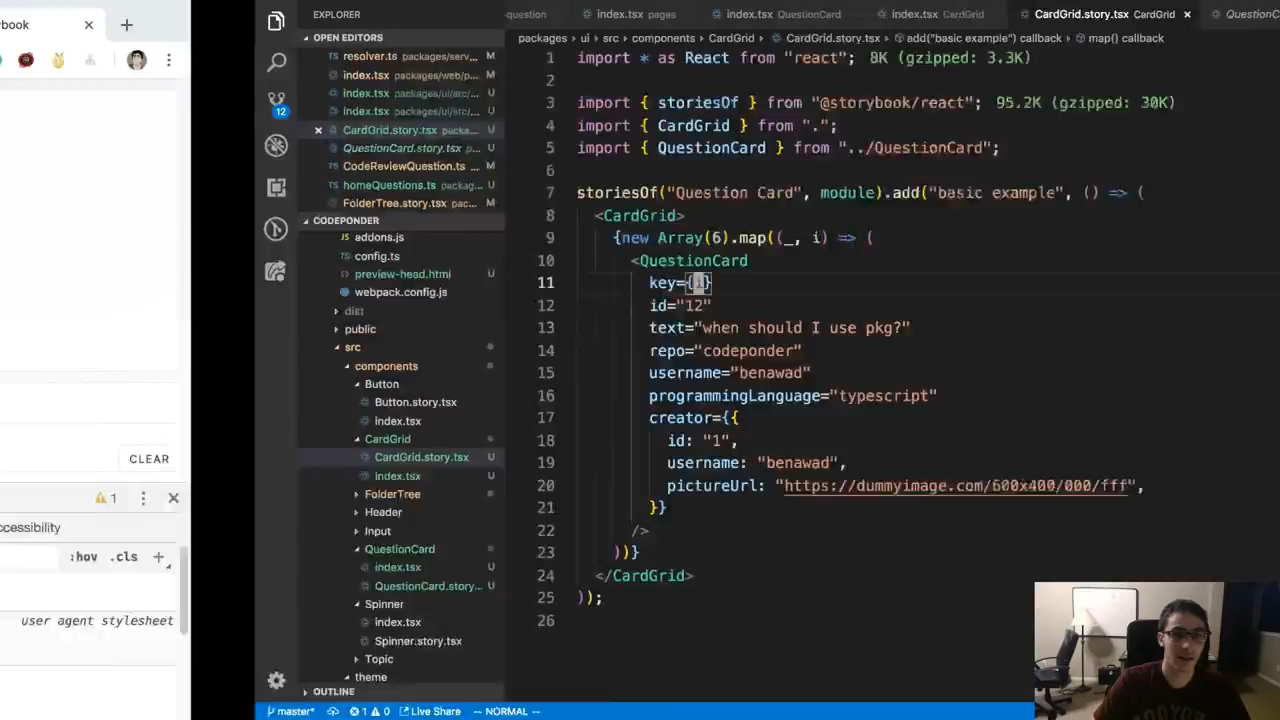 ybook
CLEAR
1
ccessibility
:hov .cls
user agent stylesheet
EXPLORER
OPEN EDITORS
resolver.ts packages/serv... M
index.tsx packages/web/p... M
index.tsx packages/ui/src/... U
index.tsx packages/ui/src/... U
CardGrid.story.tsx packa... U
QuestionCard.story.tsx p... U
CodeReviewQuestion.ts M
homeQuestions.ts packag... U
FolderTree.story.tsx pac... M
CODEPONDER
addons.js
config.ts
preview-head.html U
webpack.config.js
dist
public
src
components
Button
Button.story.tsx
index.tsx
CardGrid
CardGrid.story.tsx U
index.tsx U
FolderTree
Header
Input
QuestionCard
index.tsx U
QuestionCard.story... U
Spinner
index.tsx U
Spinner.story.tsx U
Topic
theme
OUTLINE
12
-question
index.tsx pages
index.tsx QuestionCard
index.tsx CardGrid
CardGrid.story.tsx CardGrid
QuestionC
packages ui src components CardGrid CardGrid.story.tsx add("basic example") callback map() callback
1 import * as React from "react"; 8K (gzipped: 3.3K)
2
3 import { storiesOf } from "@storybook/react"; 95.2K (gzipped: 30K)
4 import { CardGrid } from ".";
5 import { QuestionCard } from "../QuestionCard";
6
7 storiesOf("Question Card", module).add("basic example", () => (
8 <CardGrid>
9 {new Array(6).map((_, i) => (
10 <QuestionCard
11 key={i}
12 id="12"
13 text="when should I use pkg?"
14 repo="codeponder"
15 username="benawad"
16 programmingLanguage="typescript"
17 creator={{
18 id: "1",
19 username: "benawad",
20 pictureUrl: "https://dummyimage.com/600x400/000/fff",
21 }}
22 />
23 ))}
24 </CardGrid>
25 ));
26
master* 1 0 Live Share -- NORMAL --